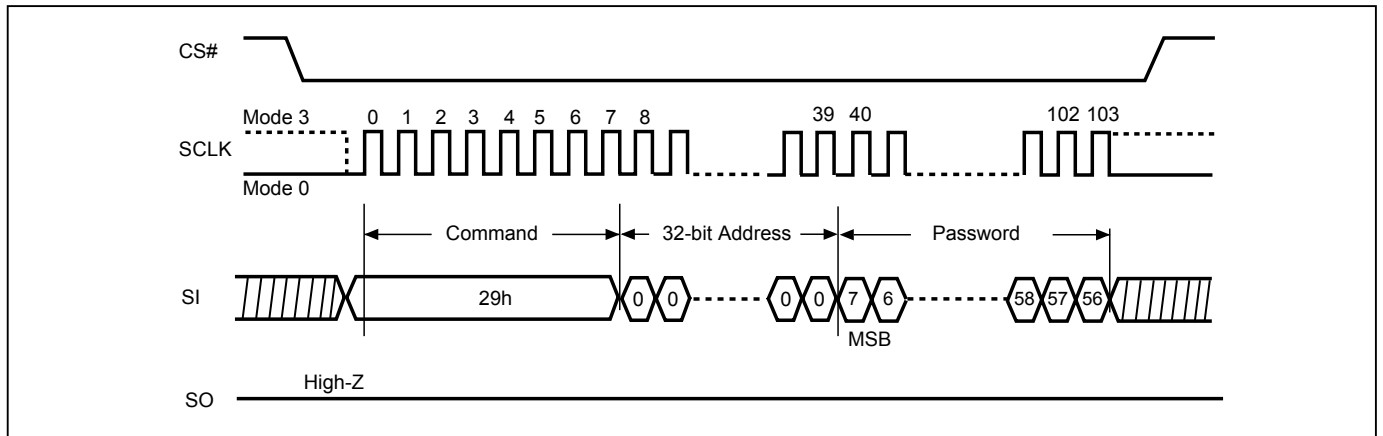 CS#
Mode 3 0 1 2 3 4 5 6 7 8 39 40 102 103
SCLK
Mode 0
Command 32-bit Address Password
SI 29h 0 0 0 0 7 6 58 57 56
MSB
High-Z
SO